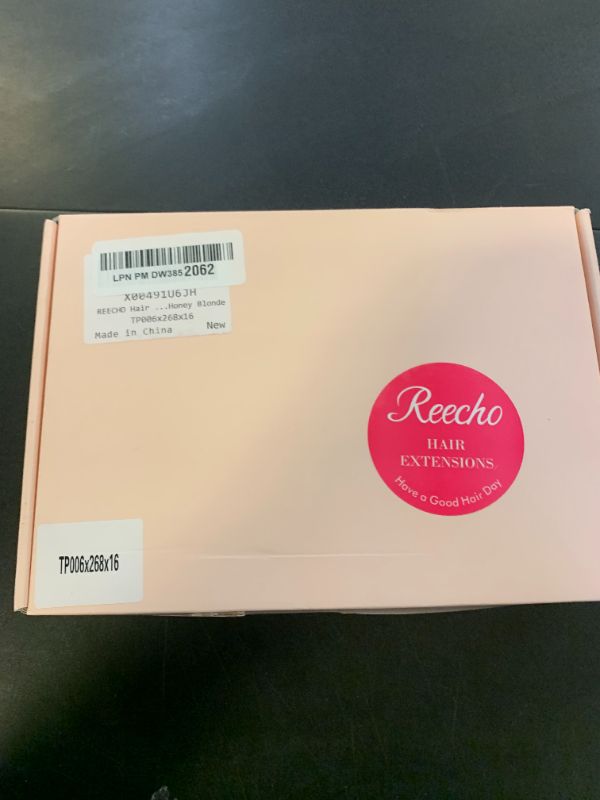 LPN PM DW3852062
X00491U6JH
REECHO Hair ...Honey Blonde
TP006x268x16
New
Made in China
Reecho
HAIR
EXTENSIONS
Have a Good Hair Day
TP006x268x16